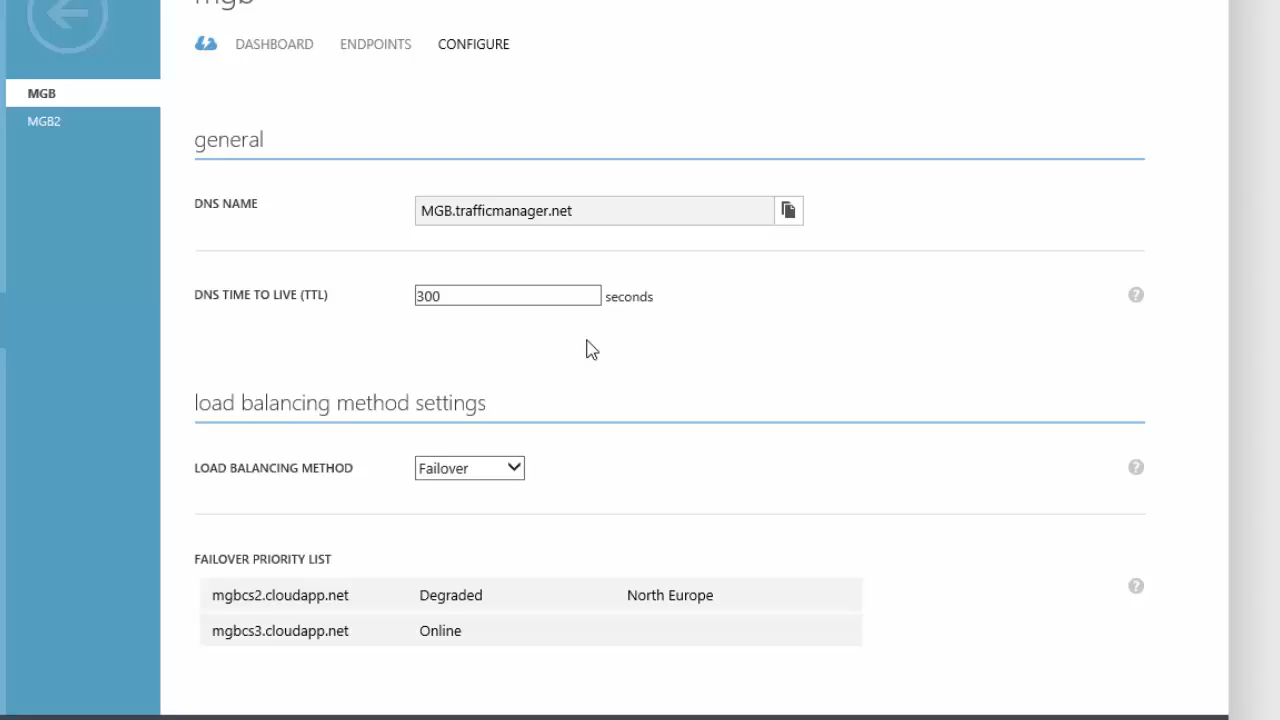 mgb
DASHBOARD ENDPOINTS CONFIGURE
MGB
MGB2
general
DNS NAME MGB.trafficmanager.net
DNS TIME TO LIVE (TTL) 300 seconds ?
load balancing method settings
LOAD BALANCING METHOD Failover ?
FAILOVER PRIORITY LIST ?
mgbcs2.cloudapp.net Degraded North Europe
mgbcs3.cloudapp.net Online